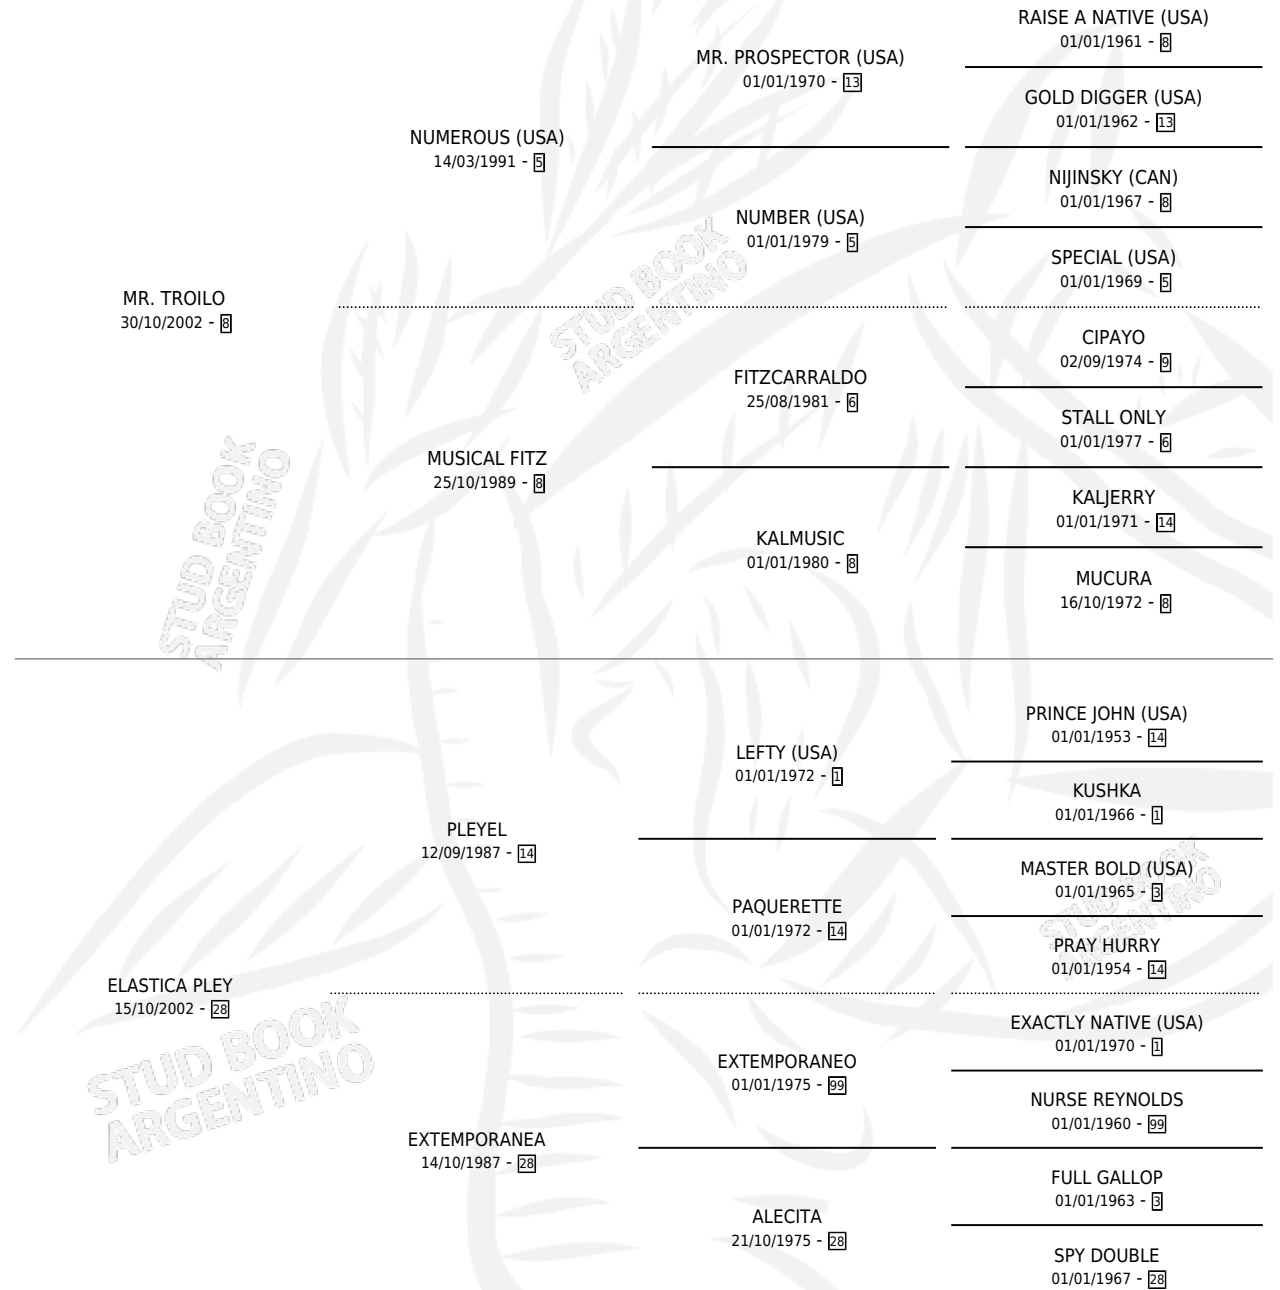 RAISE A NATIVE (USA)
01/01/1961 - 8
MR. PROSPECTOR (USA)
01/01/1970 - 13
GOLD DIGGER (USA)
01/01/1962 - 13
NUMEROUS (USA)
14/03/1991 - 5
NIJINSKY (CAN)
01/01/1967 - 8
NUMBER (USA)
01/01/1979 - 5
SPECIAL (USA)
01/01/1969 - 5
MR. TROILO
30/10/2002 - 8
CIPAYO
02/09/1974 - 9
FITZCARRALDO
25/08/1981 - 6
STALL ONLY
01/01/1977 - 6
MUSICAL FITZ
25/10/1989 - 8
KALJERRY
01/01/1971 - 14
KALMUSIC
01/01/1980 - 8
MUCURA
16/10/1972 - 8
PRINCE JOHN (USA)
01/01/1953 - 14
LEFTY (USA)
01/01/1972 - 1
KUSHKA
01/01/1966 - 1
PLEYEL
12/09/1987 - 14
MASTER BOLD (USA)
01/01/1965 - 3
PAQUERETTE
01/01/1972 - 14
PRAY HURRY
01/01/1954 - 14
ELASTICA PLEY
15/10/2002 - 28
EXACTLY NATIVE (USA)
01/01/1970 - 1
EXTEMPORANEO
01/01/1975 - 99
NURSE REYNOLDS
01/01/1960 - 99
EXTEMPORANEA
14/10/1987 - 28
FULL GALLOP
01/01/1963 - 3
ALECITA
21/10/1975 - 28
SPY DOUBLE
01/01/1967 - 28
STUD BOOK
ARGENTINO
STUD BOOK
ARGENTINO
STUD BOOK
ARGENTINO
STUD BOOK
ARGENTINO